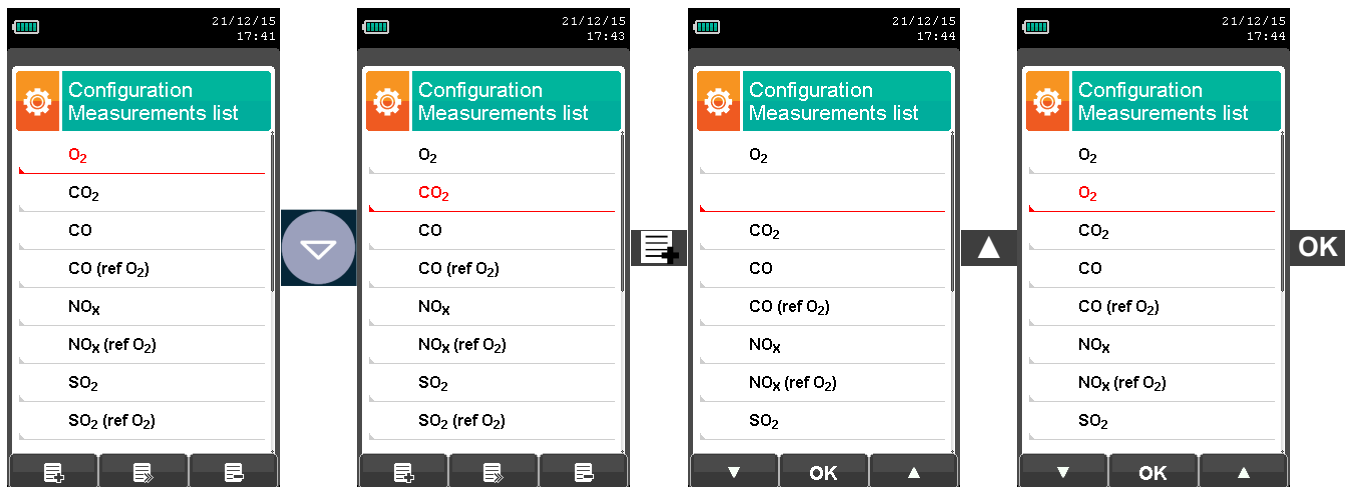 21/12/15
17:41
Configuration
Measurements list
O₂
CO₂
CO
CO (ref O₂)
NOₓ
NOₓ (ref O₂)
SO₂
SO₂ (ref O₂)
21/12/15
17:43
Configuration
Measurements list
O₂
CO₂
CO
CO (ref O₂)
NOₓ
NOₓ (ref O₂)
SO₂
SO₂ (ref O₂)
21/12/15
17:44
Configuration
Measurements list
O₂
CO₂
CO
CO (ref O₂)
NOₓ
NOₓ (ref O₂)
SO₂
OK
21/12/15
17:44
Configuration
Measurements list
O₂
O₂
CO₂
CO
CO (ref O₂)
NOₓ
NOₓ (ref O₂)
SO₂
OK
OK